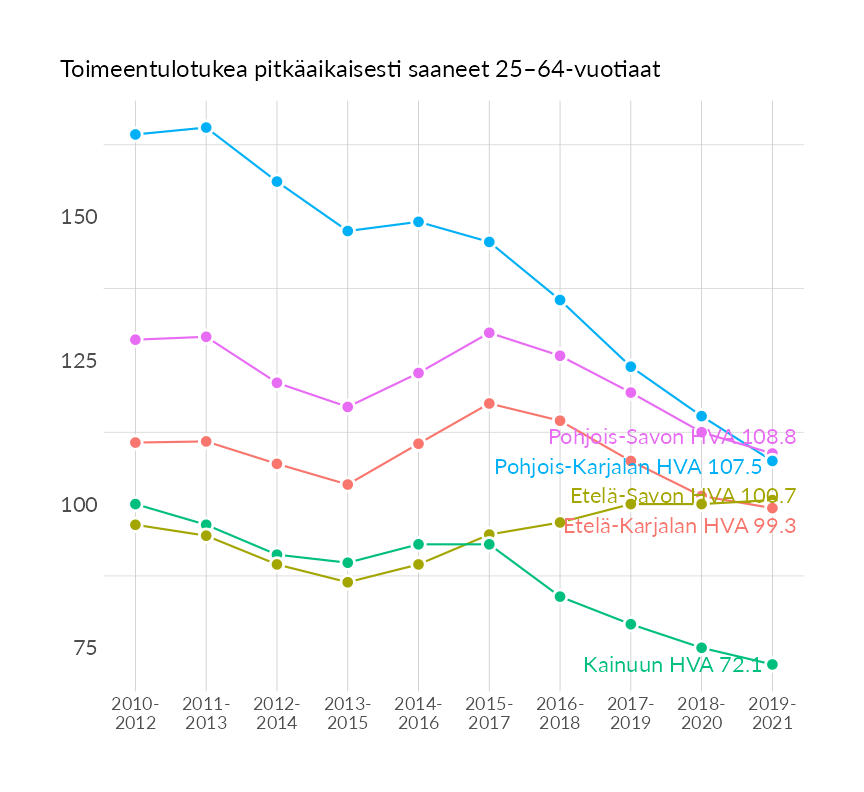 Toimeentulotukea pitkäaikaisesti saaneet 25–64-vuotiaat
150
125
Pohjois-Savon HVA 108.8
Pohjois-Karjalan HVA 107.5
Etelä-Savon HVA 100.7
100
Etelä-Karjalan HVA 99.3
75
Kainuun HVA 72.1
2010- 2011- 2012- 2013- 2014- 2015- 2016- 2017- 2018- 2019-
2012 2013 2014 2015 2016 2017 2018 2019 2020 2021